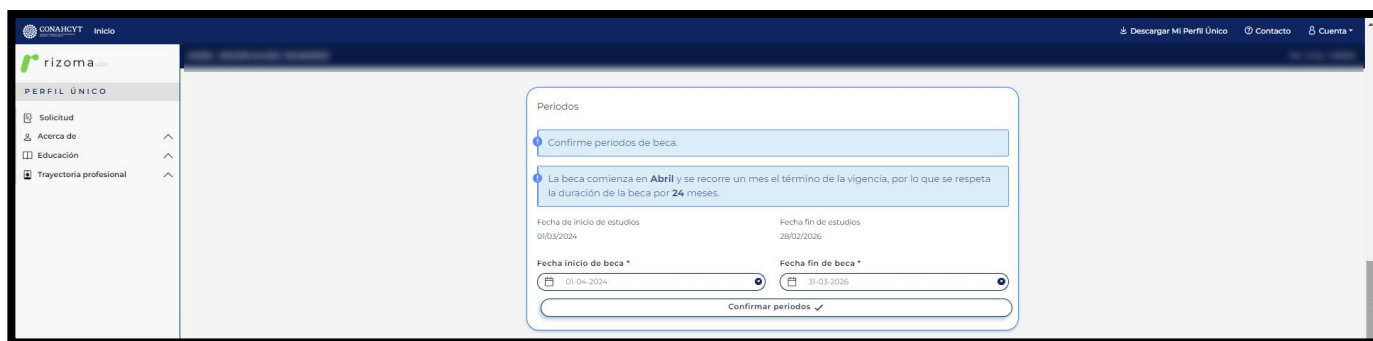 CONAHCYT Inicio Descargar Mi Perfil Único Contacto Cuenta
rizoma
PERFIL ÚNICO
Solicitud
Acerca de
Educación
Trayectoria profesional
Periodos
Confirme periodos de beca.
La beca comienza en Abril y se recorre un mes el término de la vigencia, por lo que se respeta
la duración de la beca por 24 meses.
Fecha de inicio de estudios Fecha fin de estudios
01/03/2024 28/02/2026
Fecha inicio de beca * Fecha fin de beca *
01-04-2024 31-03-2026
Confirmar periodos